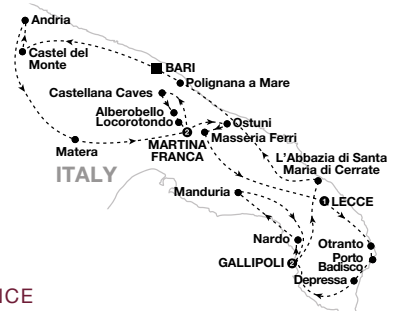 Andria
Castel del
Monte
BARI
Polignana a Mare
Castellana Caves
Alberobello
Locorotondo
Ostuni
2
Massèria Ferri
MARTINA
FRANCA
Matera
L'Abbazia di Santa
Maria di Cerrate
ITALY
Manduria
1 LECCE
Nardo
Otranto
Porto
Badisco
GALLIPOLI 2
Depressa
ICE